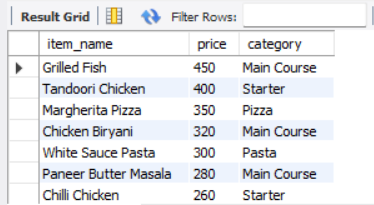 Result Grid Filter Rows:
item_name price category
Grilled Fish 450 Main Course
Tandoori Chicken 400 Starter
Margherita Pizza 350 Pizza
Chicken Biryani 320 Main Course
White Sauce Pasta 300 Pasta
Paneer Butter Masala 280 Main Course
Chilli Chicken 260 Starter